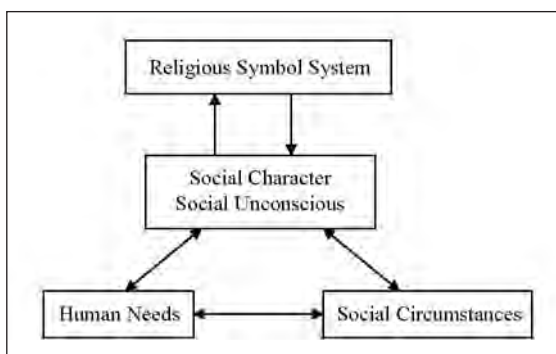 Religious Symbol System
Social Character
Social Unconscious
Human Needs
Social Circumstances